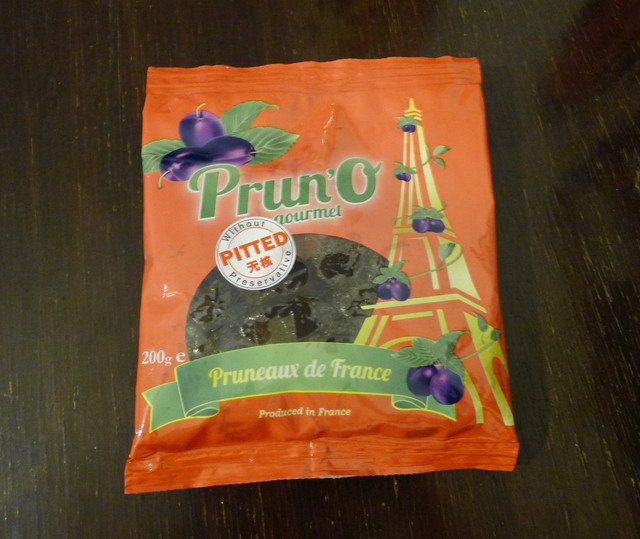 Prun'O
gourmet
Without
PITTED
无核
Preservative
200g e
Pruneaux de France
Produced in France